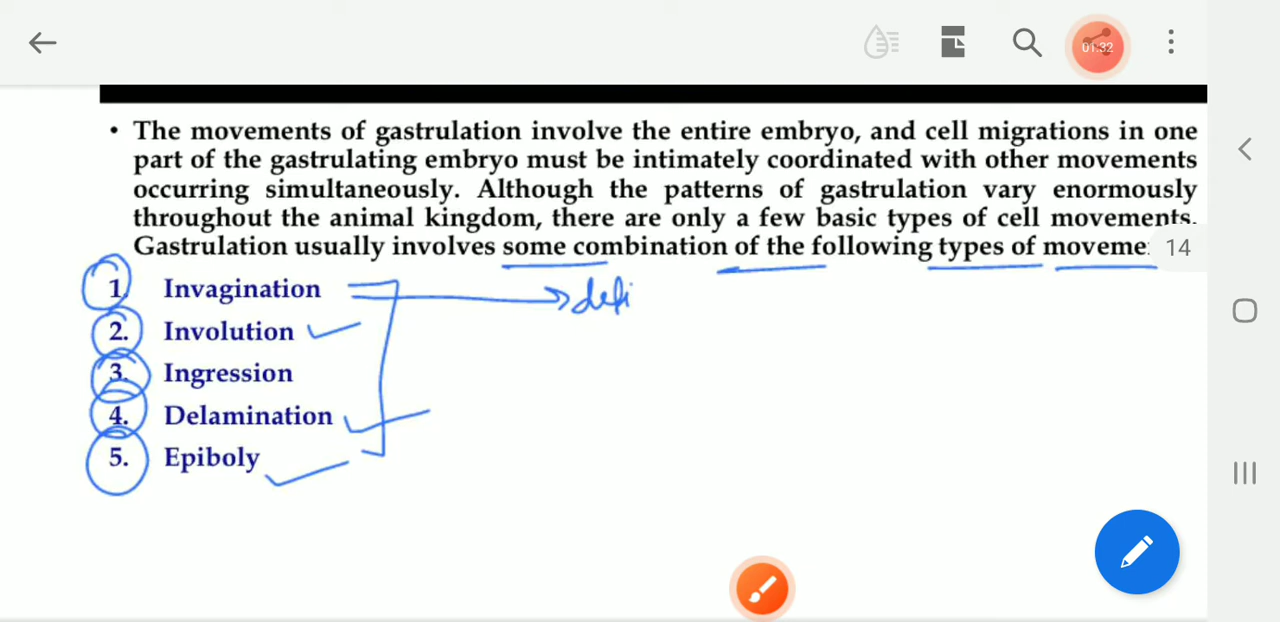 01:32
• The movements of gastrulation involve the entire embryo, and cell migrations in one
part of the gastrulating embryo must be intimately coordinated with other movements
occurring simultaneously. Although the patterns of gastrulation vary enormously
throughout the animal kingdom, there are only a few basic types of cell movements.
Gastrulation usually involves some combination of the following types of moveme
14
1. Invagination
defi
2. Involution
3. Ingression
4. Delamination
5. Epiboly